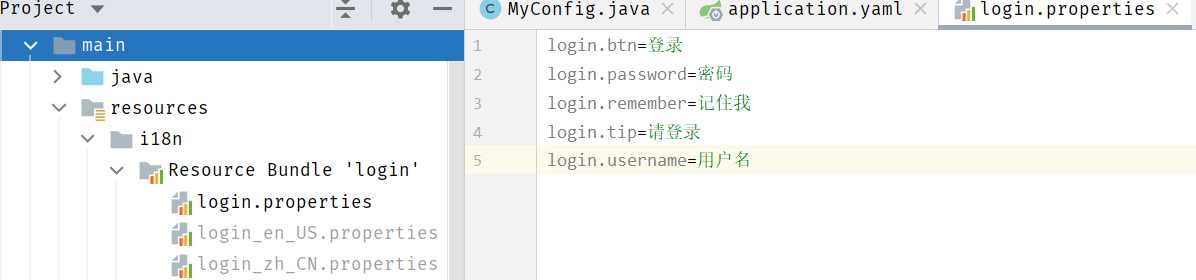 Project
MyConfig.java
application.yaml
login.properties
main
java
resources
i18n
Resource Bundle 'login'
login.properties
login_en_US.properties
login_zh_CN.properties
1 login.btn=登录
2 login.password=密码
3 login.remember=记住我
4 login.tip=请登录
5 login.username=用户名